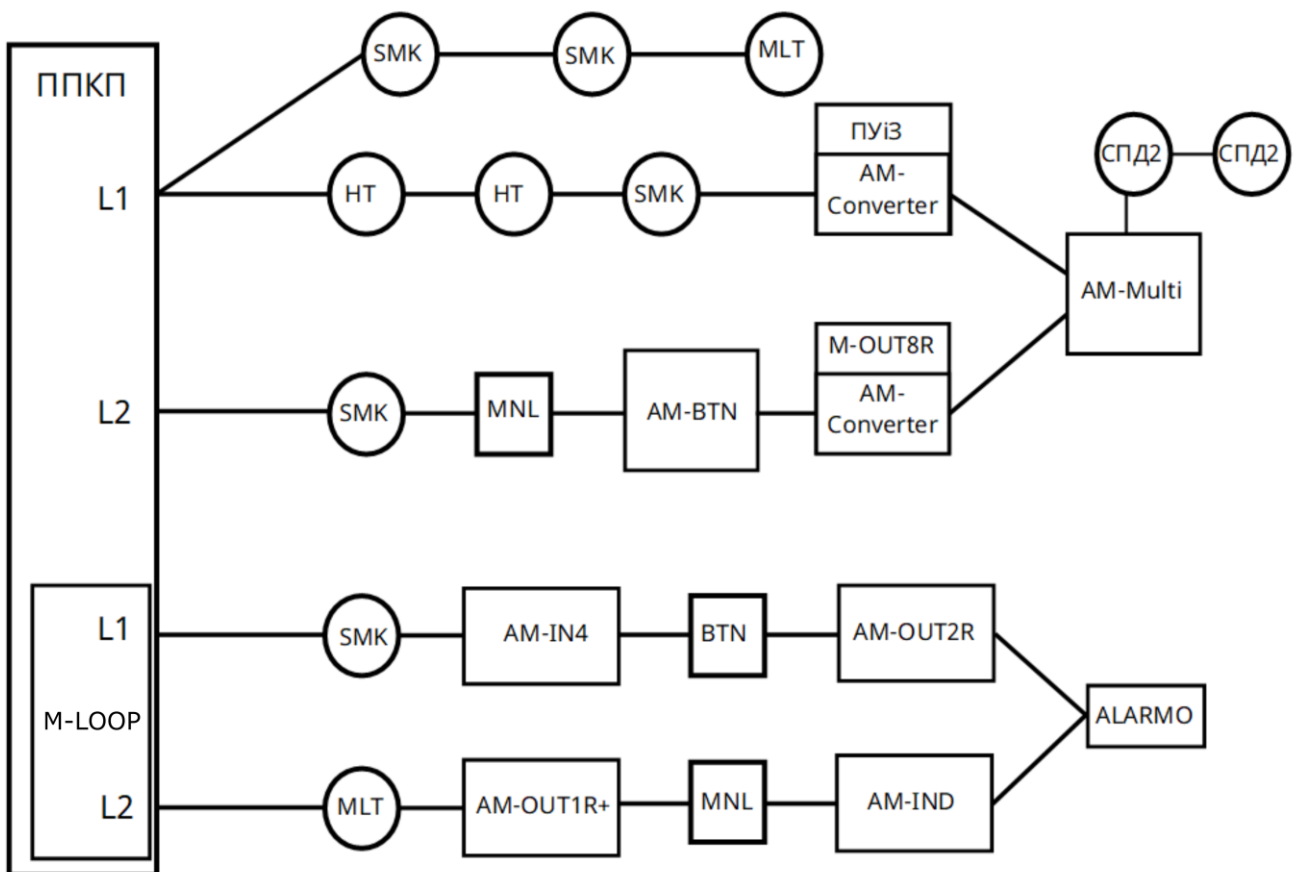 ППКП
SMK
SMK
MLT
L1
HT
HT
SMK
ПУіЗ
AM-
Converter
СПД2
СПД2
AM-Multi
L2
SMK
MNL
AM-BTN
M-OUT8R
AM-
Converter
M-LOOP
L1
SMK
AM-IN4
BTN
AM-OUT2R
ALARMO
L2
MLT
AM-OUT1R+
MNL
AM-IND